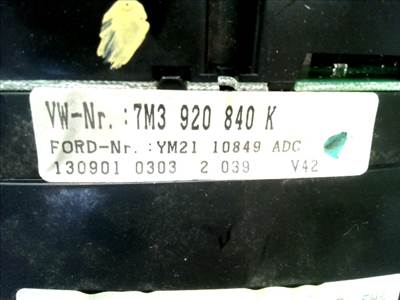 VW-Nr. :7M3 920 840 K
FORD-Nr. :YM21 10849 ADC
130901 0303 2 039 V42